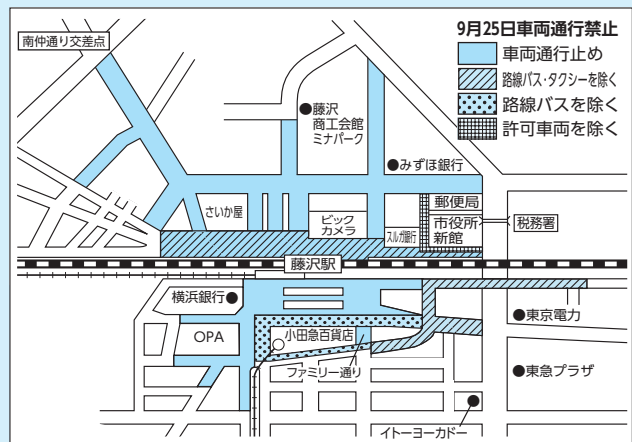 9月25日車両通行禁止
車両通行止め
路線バス・タクシーを除く
路線バスを除く
許可車両を除く
南仲通り交差点
藤沢
商工会館
ミナパーク
みずほ銀行
さいか屋
ビック
カメラ
スルガ銀行
郵便局
市役所
新館
税務署
藤沢駅
横浜銀行
OPA
小田急百貨店
ファミリー通り
東京電力
東急プラザ
イトーヨーカドー